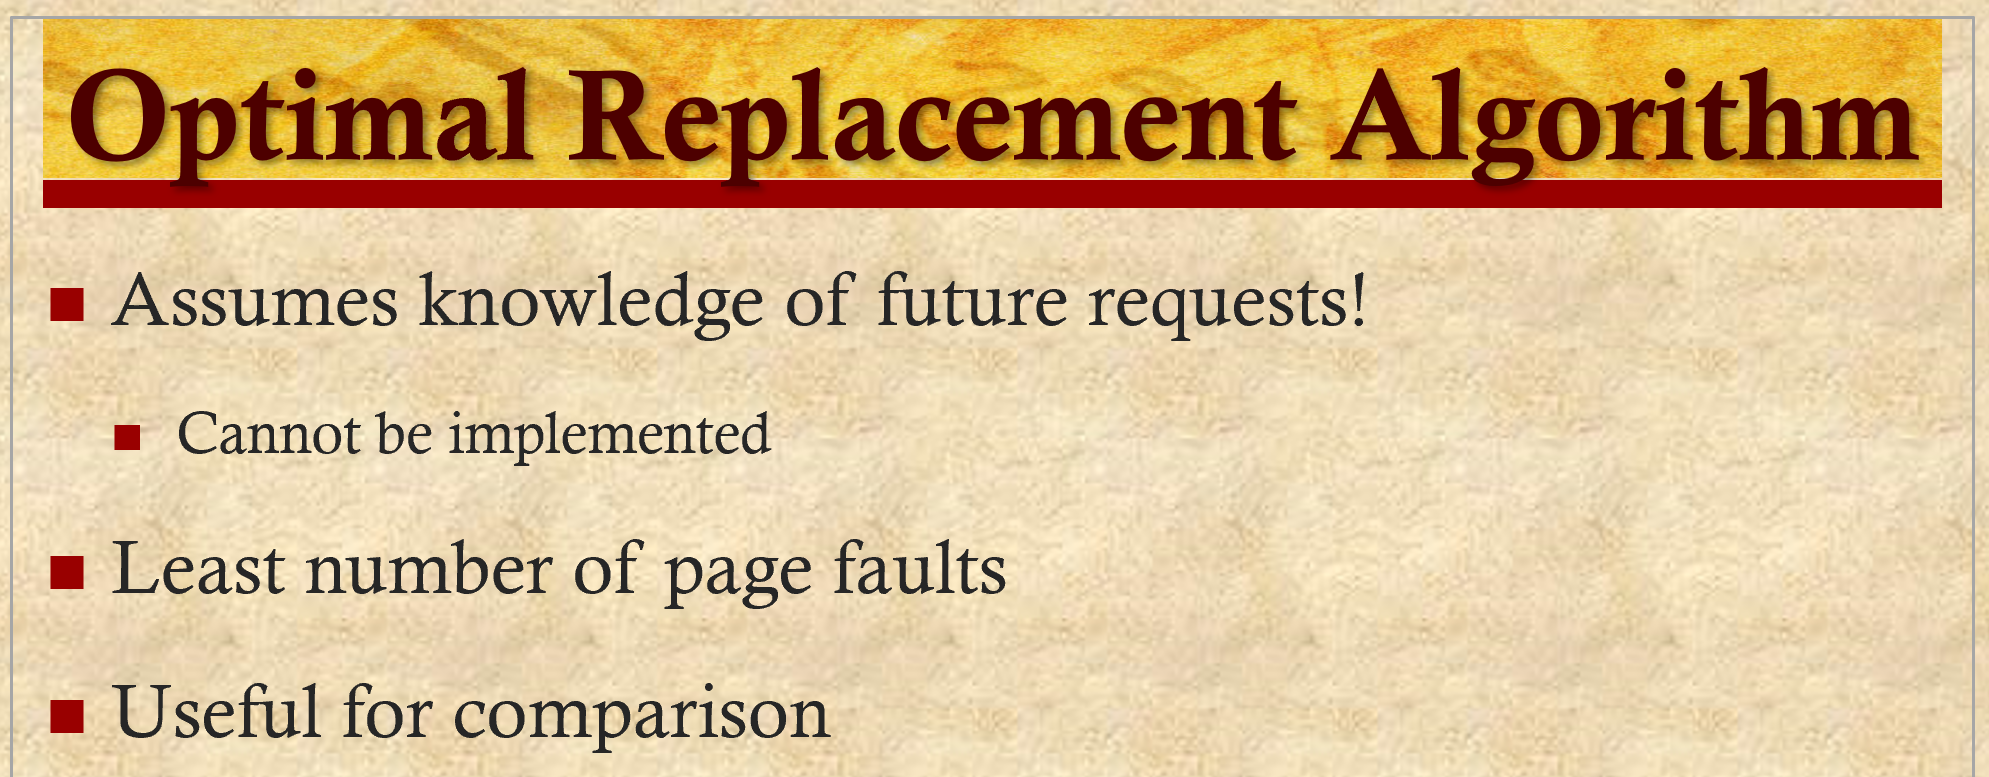 Optimal Replacement Algorithm
Assumes knowledge of future requests!
Cannot be implemented
Least number of page faults
Useful for comparison